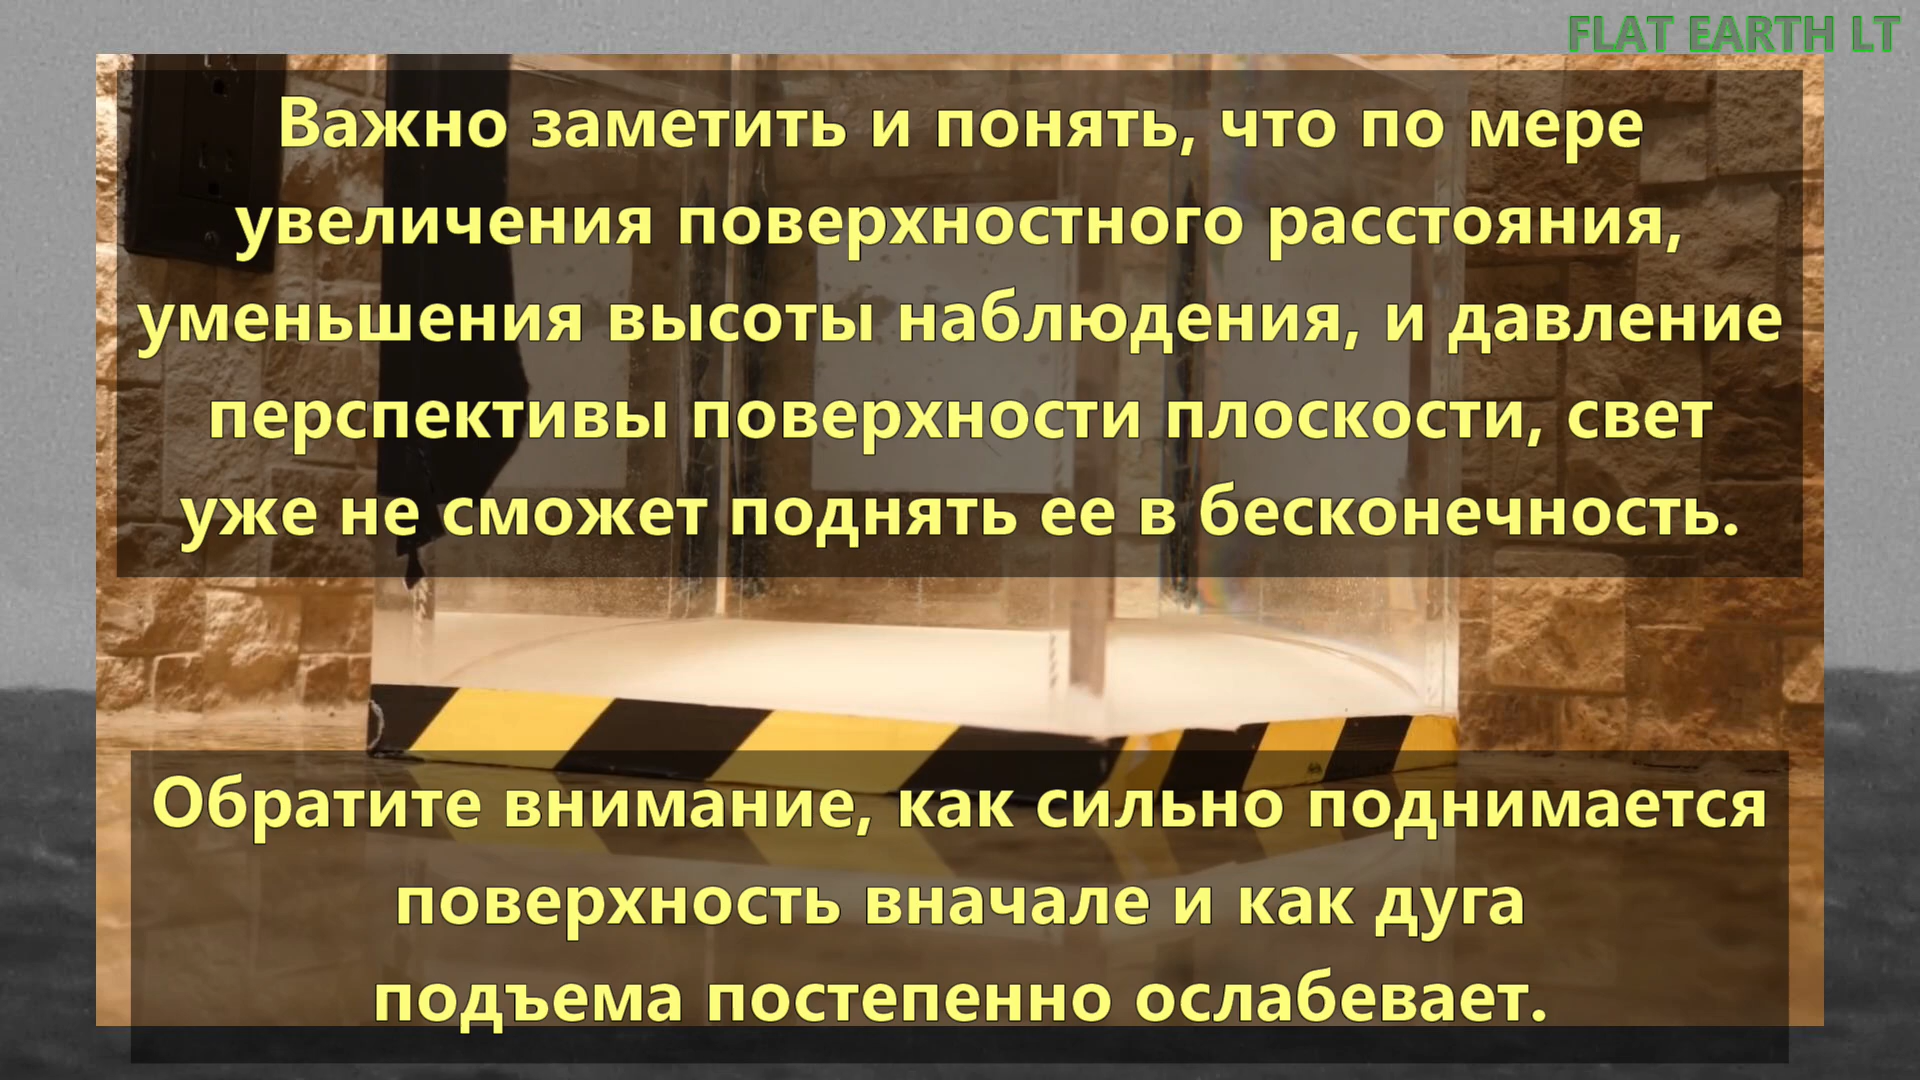 FLAT EARTH LT
Важно заметить и понять, что по мере
увеличения поверхностного расстояния,
уменьшения высоты наблюдения, и давление
перспективы поверхности плоскости, свет
уже не сможет поднять ее в бесконечность.
Обратите внимание, как сильно поднимается
поверхность вначале и как дуга
подъема постепенно ослабевает.